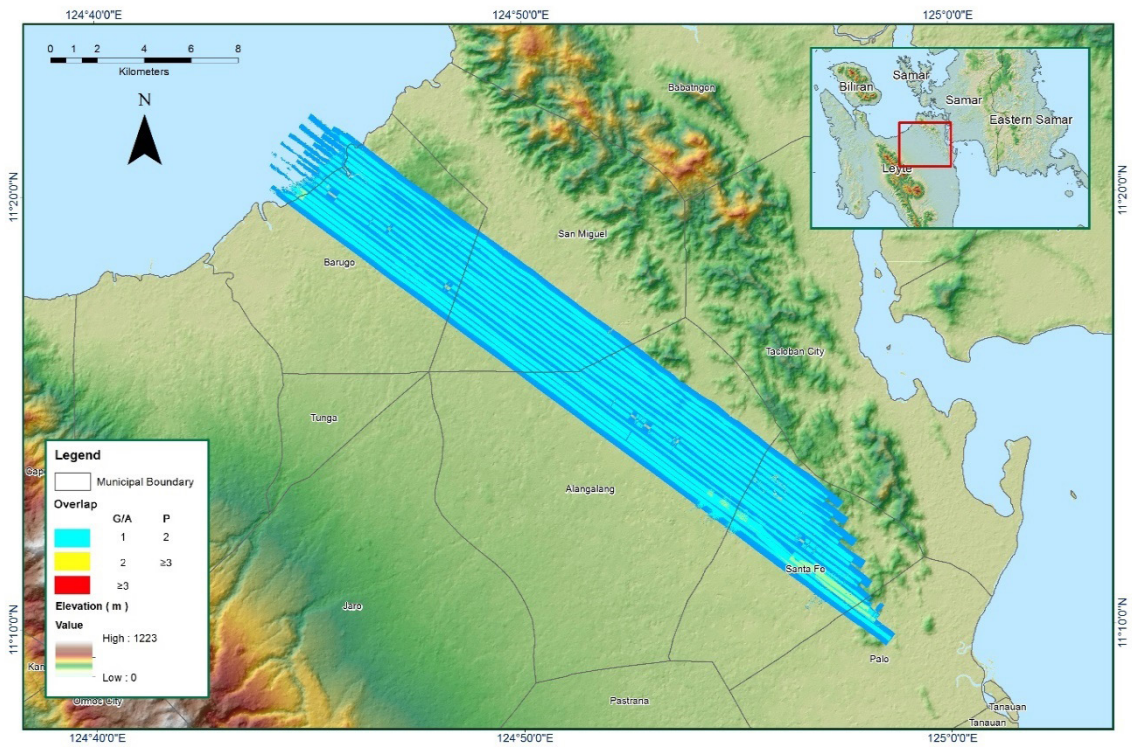 124°40'0"E
124°50'0"E
125°0'0"E
0 1 2 4 6 8
Kilometers
N
11°20'0"N
11°20'0"N
Babatngon
Biliran
Samar
Samar
Eastern Samar
Leyte
San Miguel
Barugo
Tacloban City
Tunga
Alangalang
Santa Fe
Jaro
Palo
Pastrana
Tanauan
Tanauan
Ormoc City
Legend
Municipal Boundary
Overlap
G/A P
1 2
2 ≥3
≥3
Elevation ( m )
Value
High : 1223
Low : 0
11°10'0"N
11°10'0"N
124°40'0"E
124°50'0"E
125°0'0"E